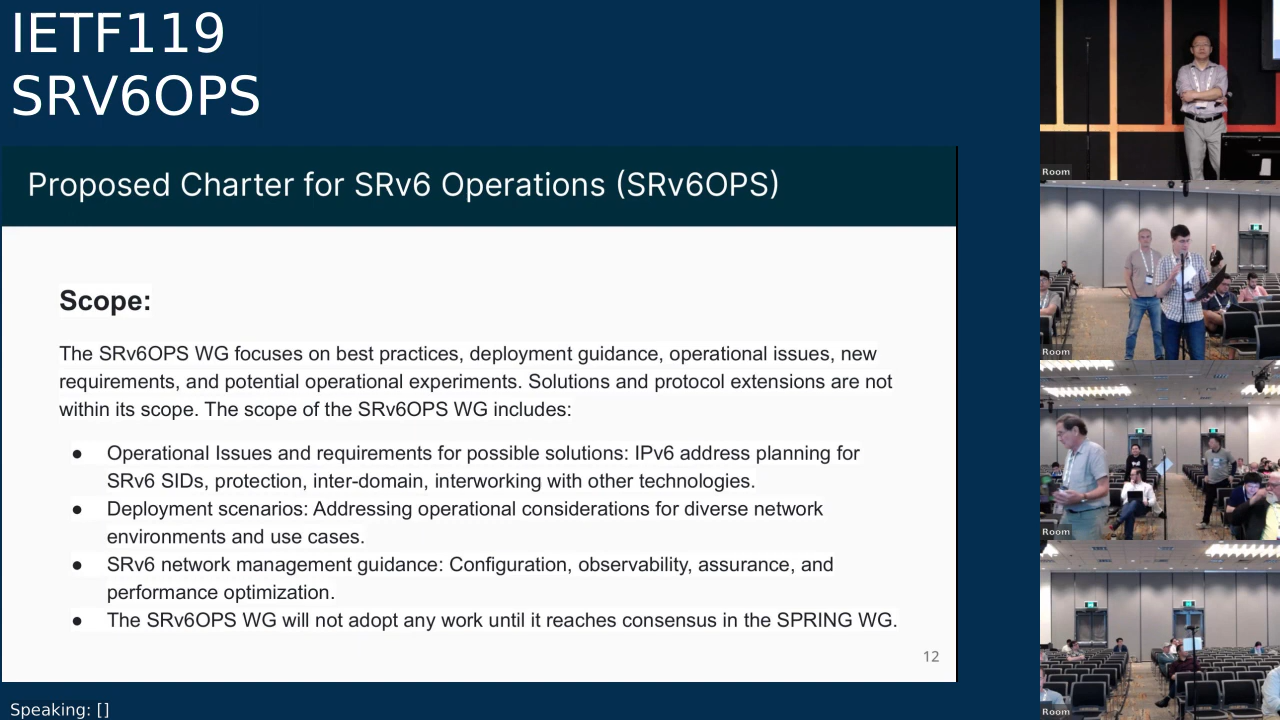 IETF119
SRV6OPS
Proposed Charter for SRv6 Operations (SRv6OPS)
Scope:
The SRv6OPS WG focuses on best practices, deployment guidance, operational issues, new
requirements, and potential operational experiments. Solutions and protocol extensions are not
within its scope. The scope of the SRv6OPS WG includes:
● Operational Issues and requirements for possible solutions: IPv6 address planning for
SRv6 SIDs, protection, inter-domain, interworking with other technologies.
● Deployment scenarios: Addressing operational considerations for diverse network
environments and use cases.
● SRv6 network management guidance: Configuration, observability, assurance, and
performance optimization.
● The SRv6OPS WG will not adopt any work until it reaches consensus in the SPRING WG.
12
Speaking: []
Room
Room
Room
Room